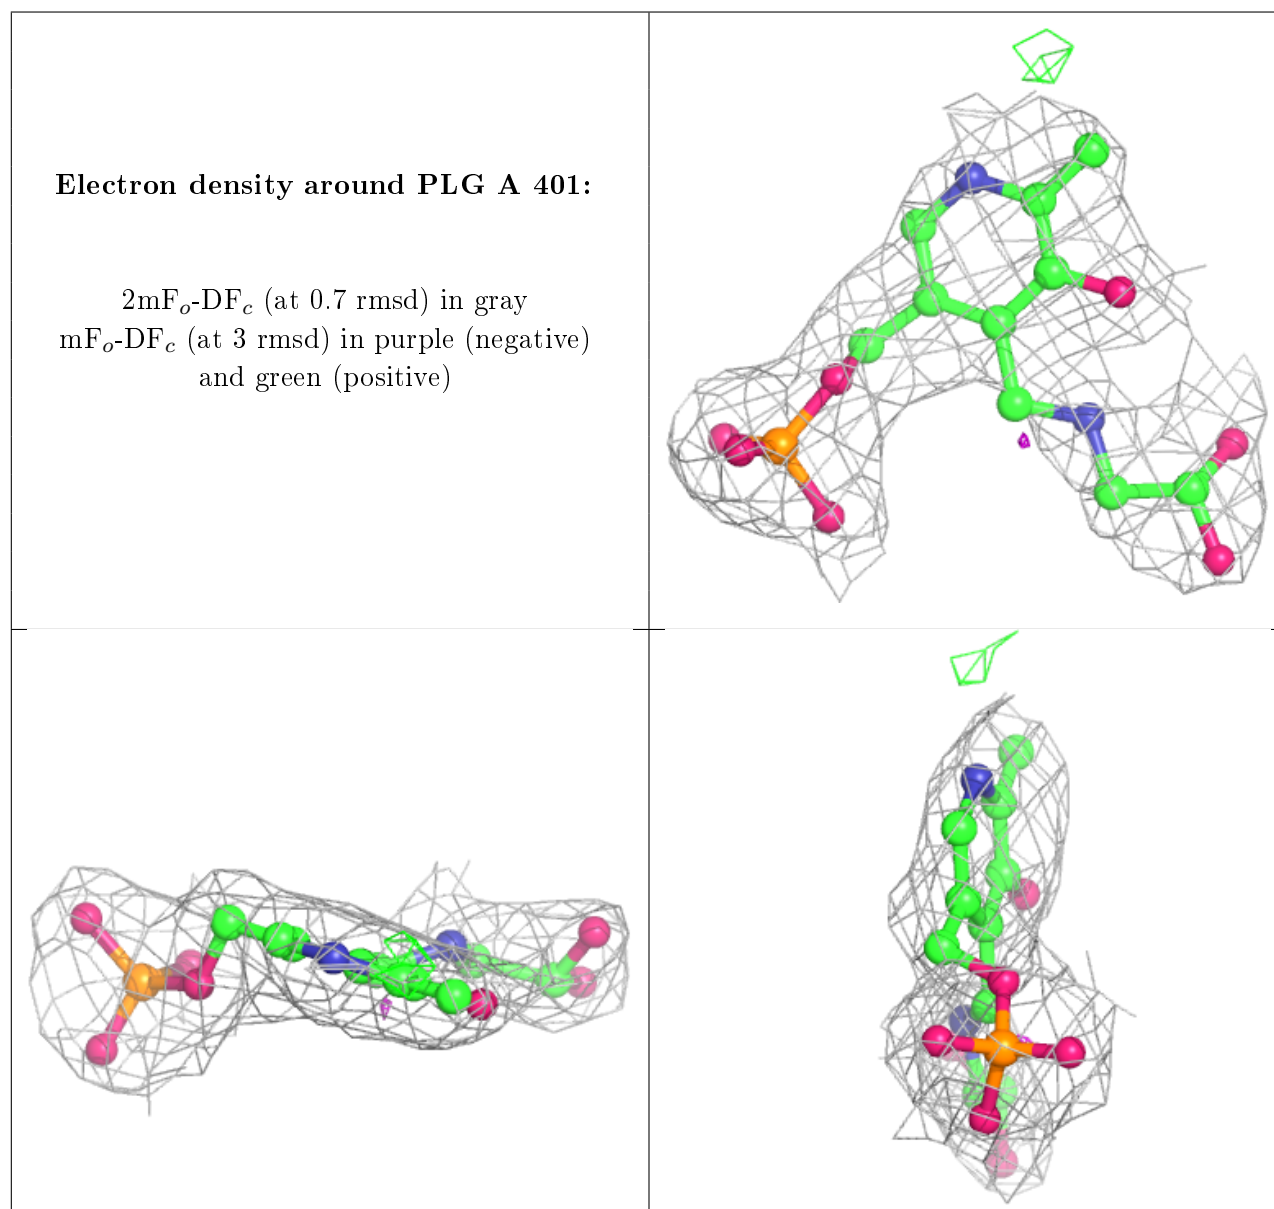 Electron density around PLG A 401:
2mFo-DFc (at 0.7 rmsd) in gray
mFo-DFc (at 3 rmsd) in purple (negative)
and green (positive)